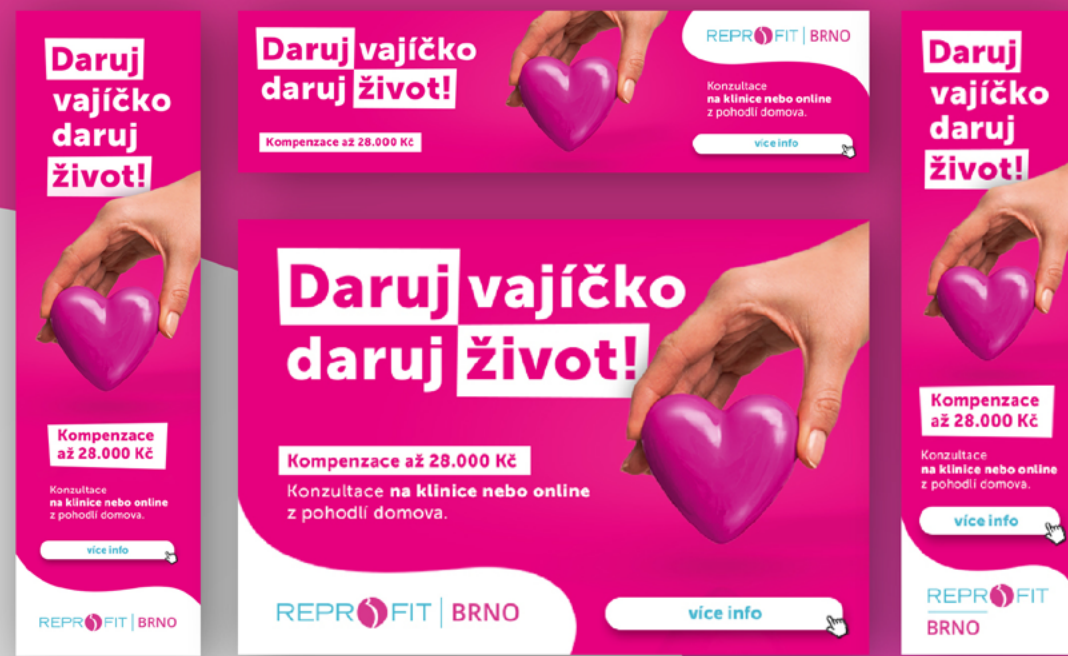 Daruj
vajíčko
daruj
život!
Kompenzace
až 28.000 Kč
Konzultace
na klinice nebo online
z pohodlí domova.
více info
REPROFIT | BRNO
Daruj vajíčko
daruj život!
Kompenzace až 28.000 Kč
REPROFIT | BRNO
Konzultace
na klinice nebo online
z pohodlí domova.
více info
Daruj vajíčko
daruj život!
Kompenzace až 28.000 Kč
Konzultace na klinice nebo online
z pohodlí domova.
REPROFIT | BRNO
více info
Daruj
vajíčko
daruj
život!
Kompenzace
až 28.000 Kč
Konzultace
na klinice nebo online
z pohodlí domova.
více info
REPROFIT
BRNO